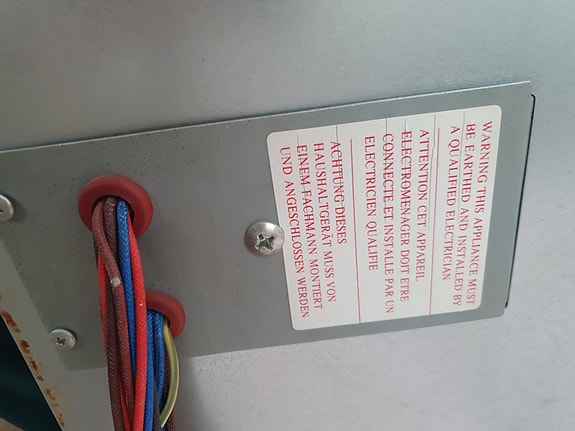 WARNING THIS APPLIANCE MUST
BE EARTHED AND INSTALLED BY
A QUALIFIED ELECTRICIAN
ATTENTION CET APPAREIL
ELECTROMENAGER DOIT ETRE
CONNECTE ET INSTALLE PAR UN
ELECTRICIEN QUALIFIE
ACHTUNG DIESES
HAUSHALTGERÄT MUSS VON
EINEM FACHMANN MONTIERT
UND ANGESCHLOSSEN WERDEN